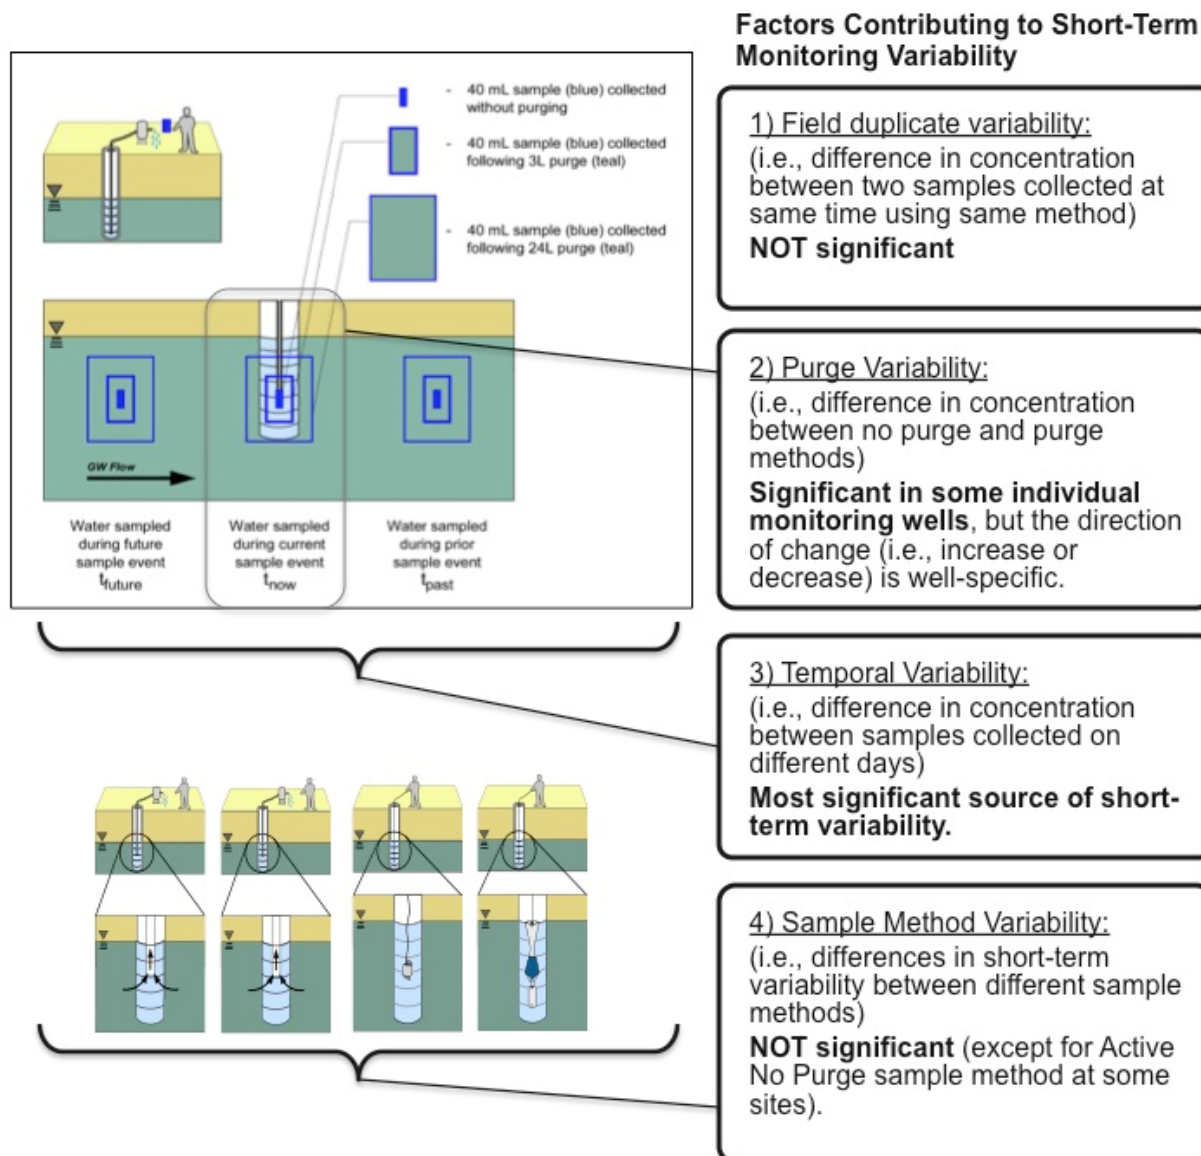 Factors Contributing to Short-Term
Monitoring Variability
- 40 mL sample (blue) collected
without purging
- 40 mL sample (blue) collected
following 3L purge (teal)
- 40 mL sample (blue) collected
following 24L purge (teal)
GW Flow
Water sampled
during future
sample event
tfuture
Water sampled
during current
sample event
tnow
Water sampled
during prior
sample event
tpast
1) Field duplicate variability:
(i.e., difference in concentration
between two samples collected at
same time using same method)
NOT significant
2) Purge Variability:
(i.e., difference in concentration
between no purge and purge
methods)
Significant in some individual
monitoring wells, but the direction
of change (i.e., increase or
decrease) is well-specific.
3) Temporal Variability:
(i.e., difference in concentration
between samples collected on
different days)
Most significant source of short-
term variability.
4) Sample Method Variability:
(i.e., differences in short-term
variability between different sample
methods)
NOT significant (except for Active
No Purge sample method at some
sites).